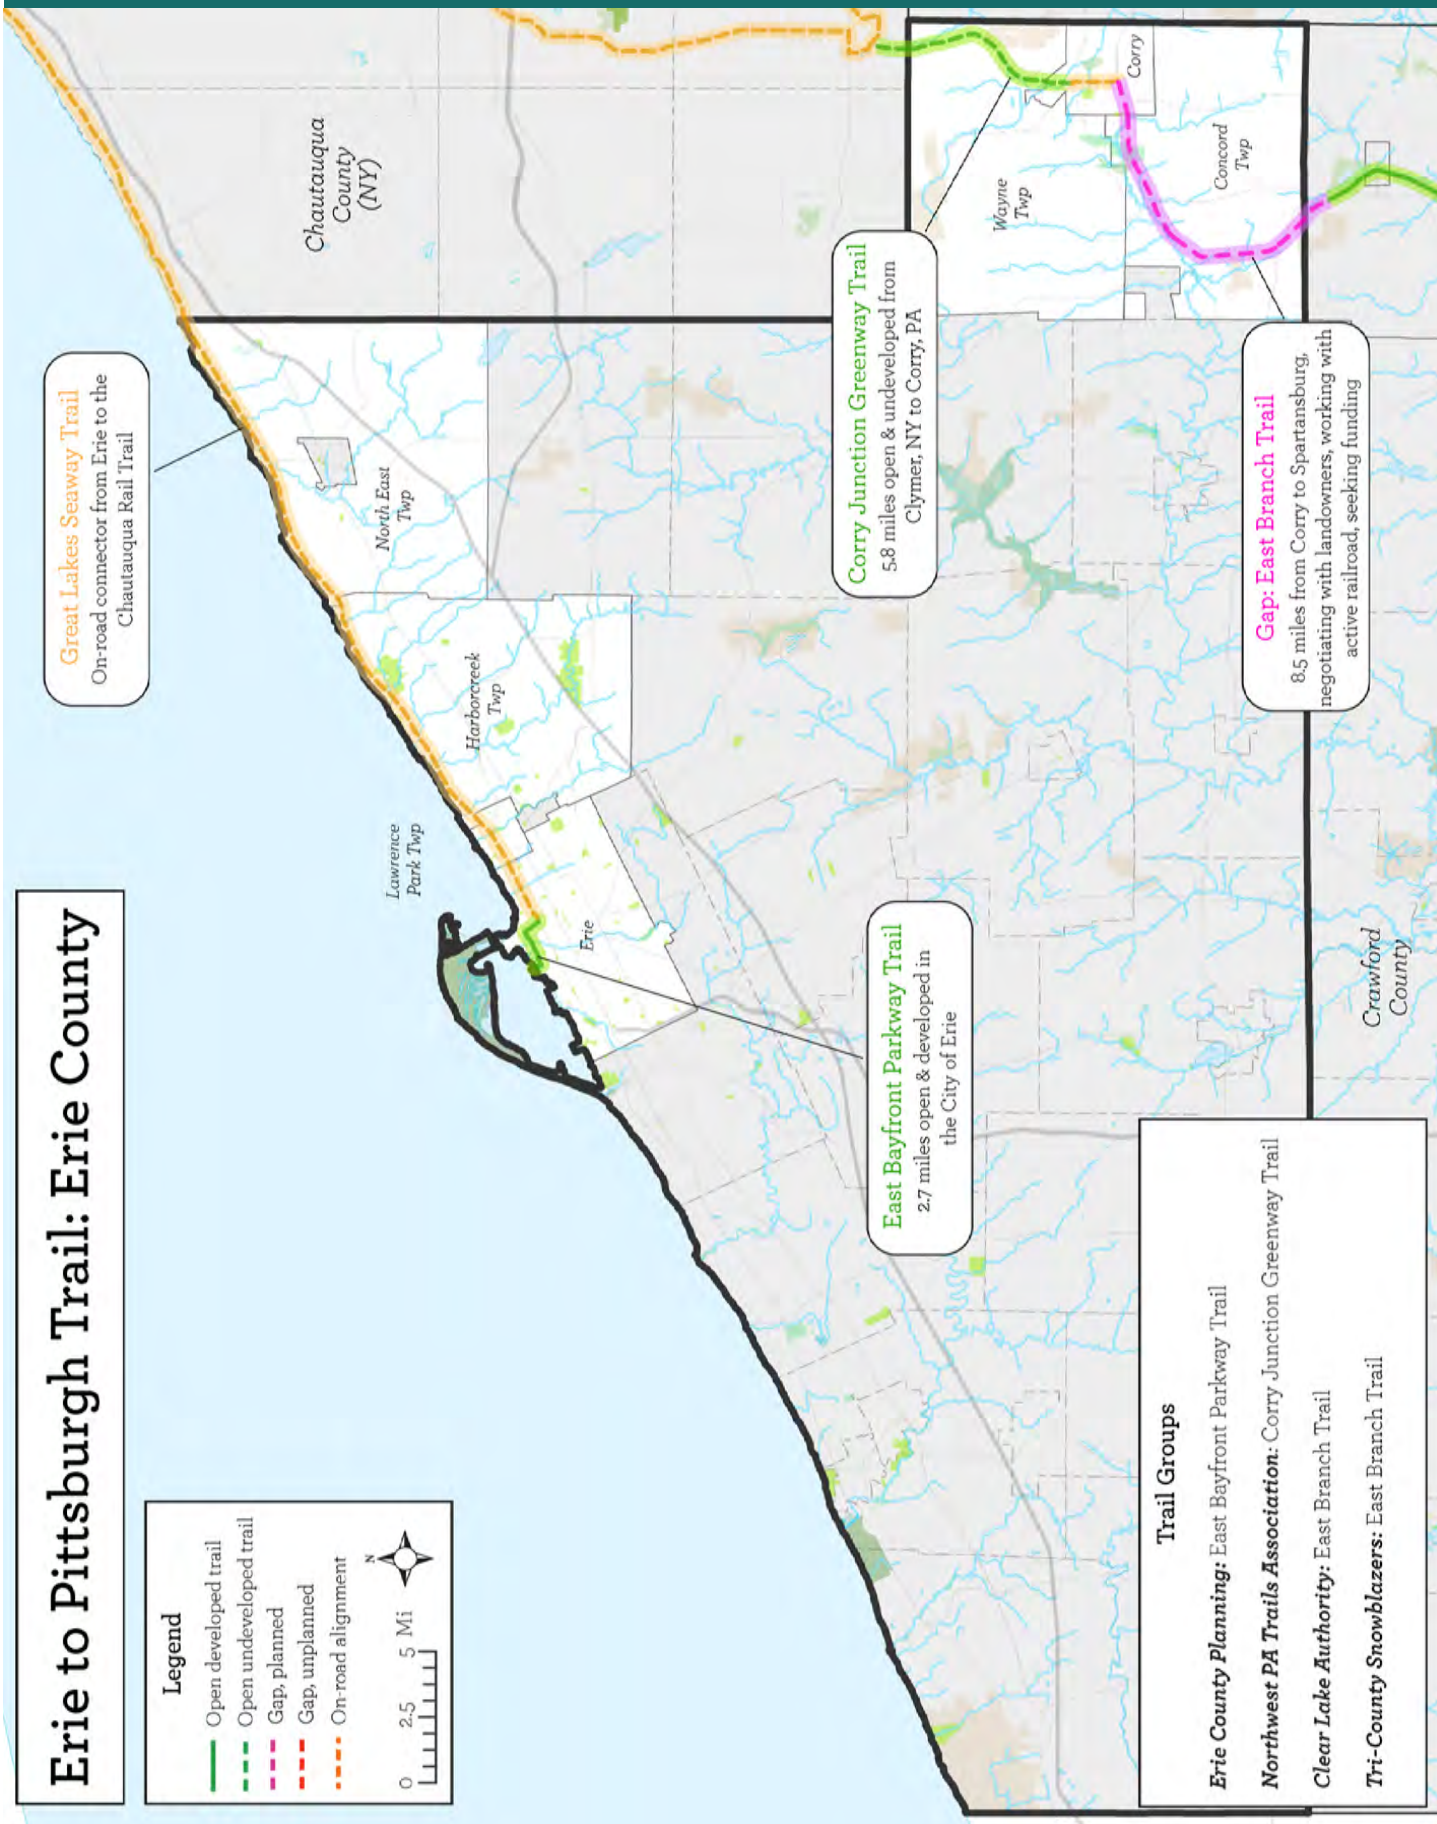 Erie to Pittsburgh Trail: Erie County
Legend
Open developed trail
Open undeveloped trail
Gap, planned
Gap, unplanned
On-road alignment
N
0 2.5 5 Mi
Great Lakes Seaway Trail
On-road connector from Erie to the
Chautauqua Rail Trail
Chautauqua
County
(NY)
North East
Twp
Harborcreek
Twp
Lawrence
Park Twp
Erie
Corry
Wayne
Twp
Concord
Twp
Corry Junction Greenway Trail
5.8 miles open & undeveloped from
Clymer, NY to Corry, PA
Gap: East Branch Trail
8.5 miles from Corry to Spartansburg,
negotiating with landowners, working with
active railroad, seeking funding
East Bayfront Parkway Trail
2.7 miles open & developed in
the City of Erie
Crawford
County
Trail Groups
Erie County Planning: East Bayfront Parkway Trail
Northwest PA Trails Association: Corry Junction Greenway Trail
Clear Lake Authority: East Branch Trail
Tri-County Snowblazers: East Branch Trail